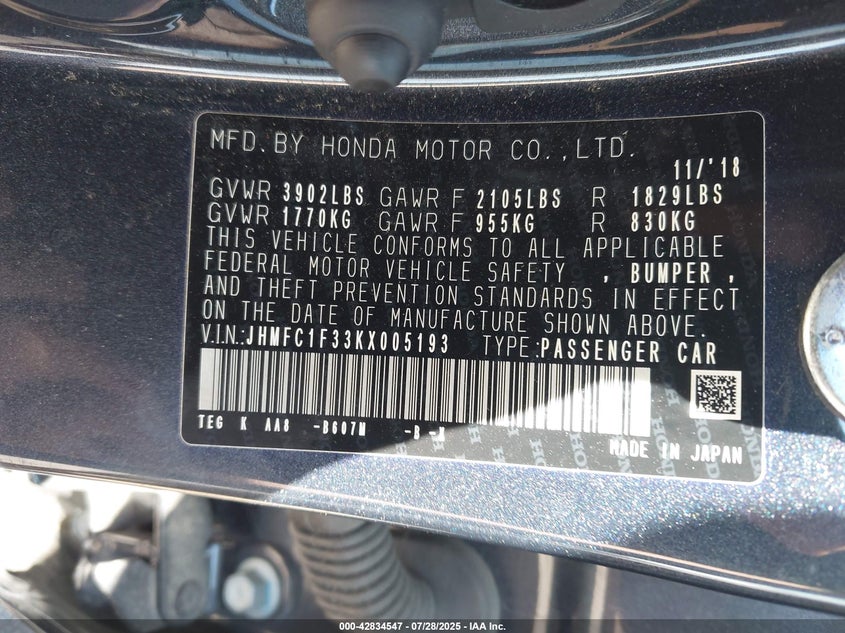 MFD.BY HONDA MOTOR CO.,LTD.
11/'18
GVWR 3902LBS GAWR F 2105LBS R 1829LBS
GVWR 1770KG GAWR F 955KG R 830KG
THIS VEHICLE CONFORMS TO ALL APPLICABLE
FEDERAL MOTOR VEHICLE SAFETY , BUMPER ,
AND THEFT PREVENTION STANDARDS IN EFFECT
ON THE DATE OF MANUFACTURE SHOWN ABOVE.
V.I.N:JHMFC1F33KX005193 TYPE:PASSENGER CAR
TEG K AA8 -B607M -B
MADE IN JAPAN
000-42834547 / 07/28/2025 - IAA Inc.